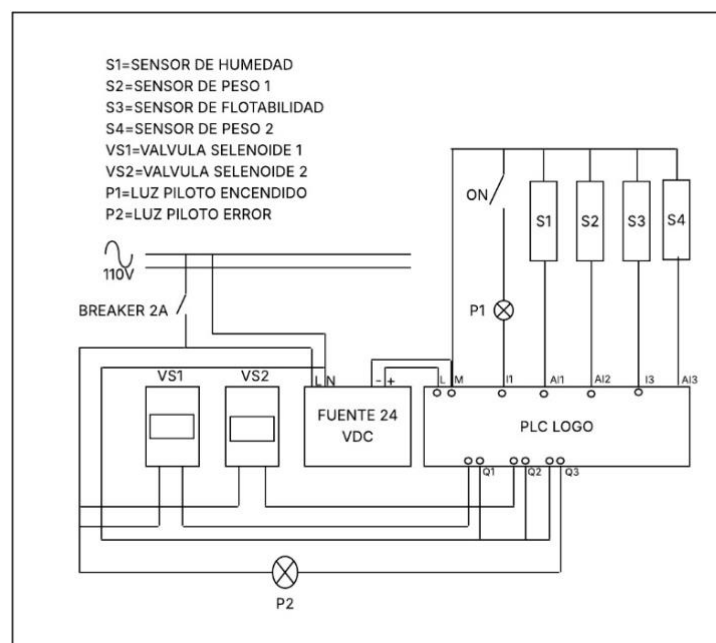 S1=SENSOR DE HUMEDAD
S2=SENSOR DE PESO 1
S3=SENSOR DE FLOTABILIDAD
S4=SENSOR DE PESO 2
VS1=VALVULA SELENOIDE 1
VS2=VALVULA SELENOIDE 2
P1=LUZ PILOTO ENCENDIDO
P2=LUZ PILOTO ERROR
110V
BREAKER 2A
ON
S1 S2 S3 S4
P1
VS1 VS2
L N - + L M I1 AI1 AI2 I3 AI3
FUENTE 24
VDC
PLC LOGO
Q1 Q2 Q3
P2